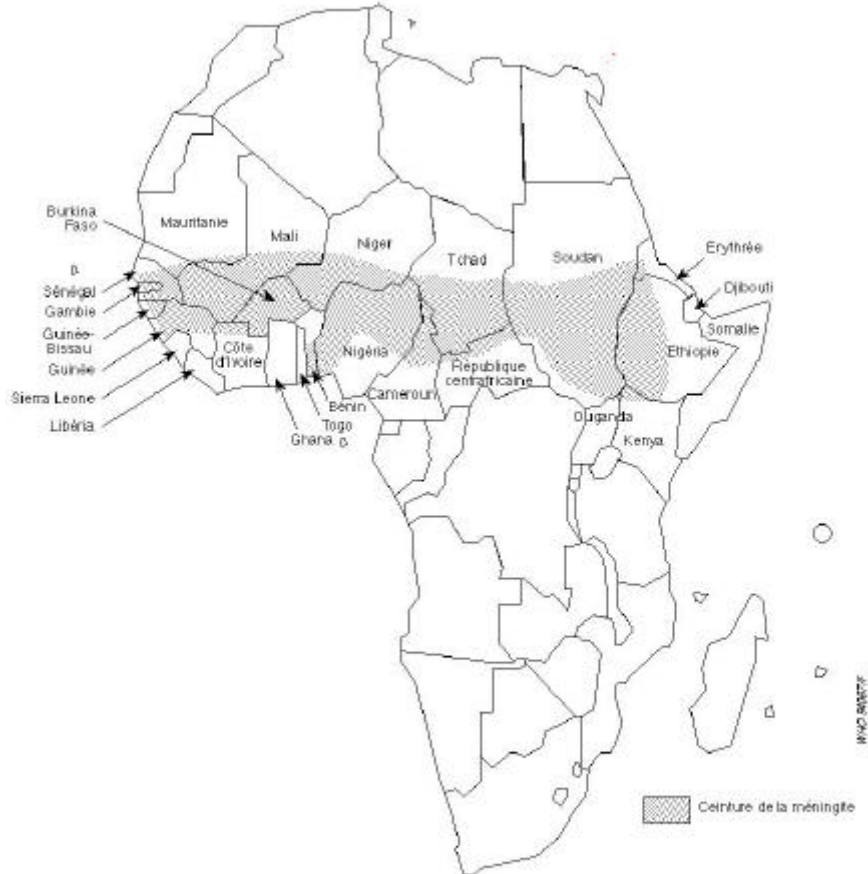 Burkina
Faso
Mauritanie
Mali
Niger
Tchad
Soudan
Erythrée
Djibouti
Sénégal
Gambie
Guinée-
Bissau
Guinée
Sierra Leone
Libéria
Côte
d'Ivoire
Nigéria
République
centrafricaine
Ethiopie
Somalie
Cameroun
Bénin
Togo
Ghana
Ouganda
Kenya
Ceinture de la méningite